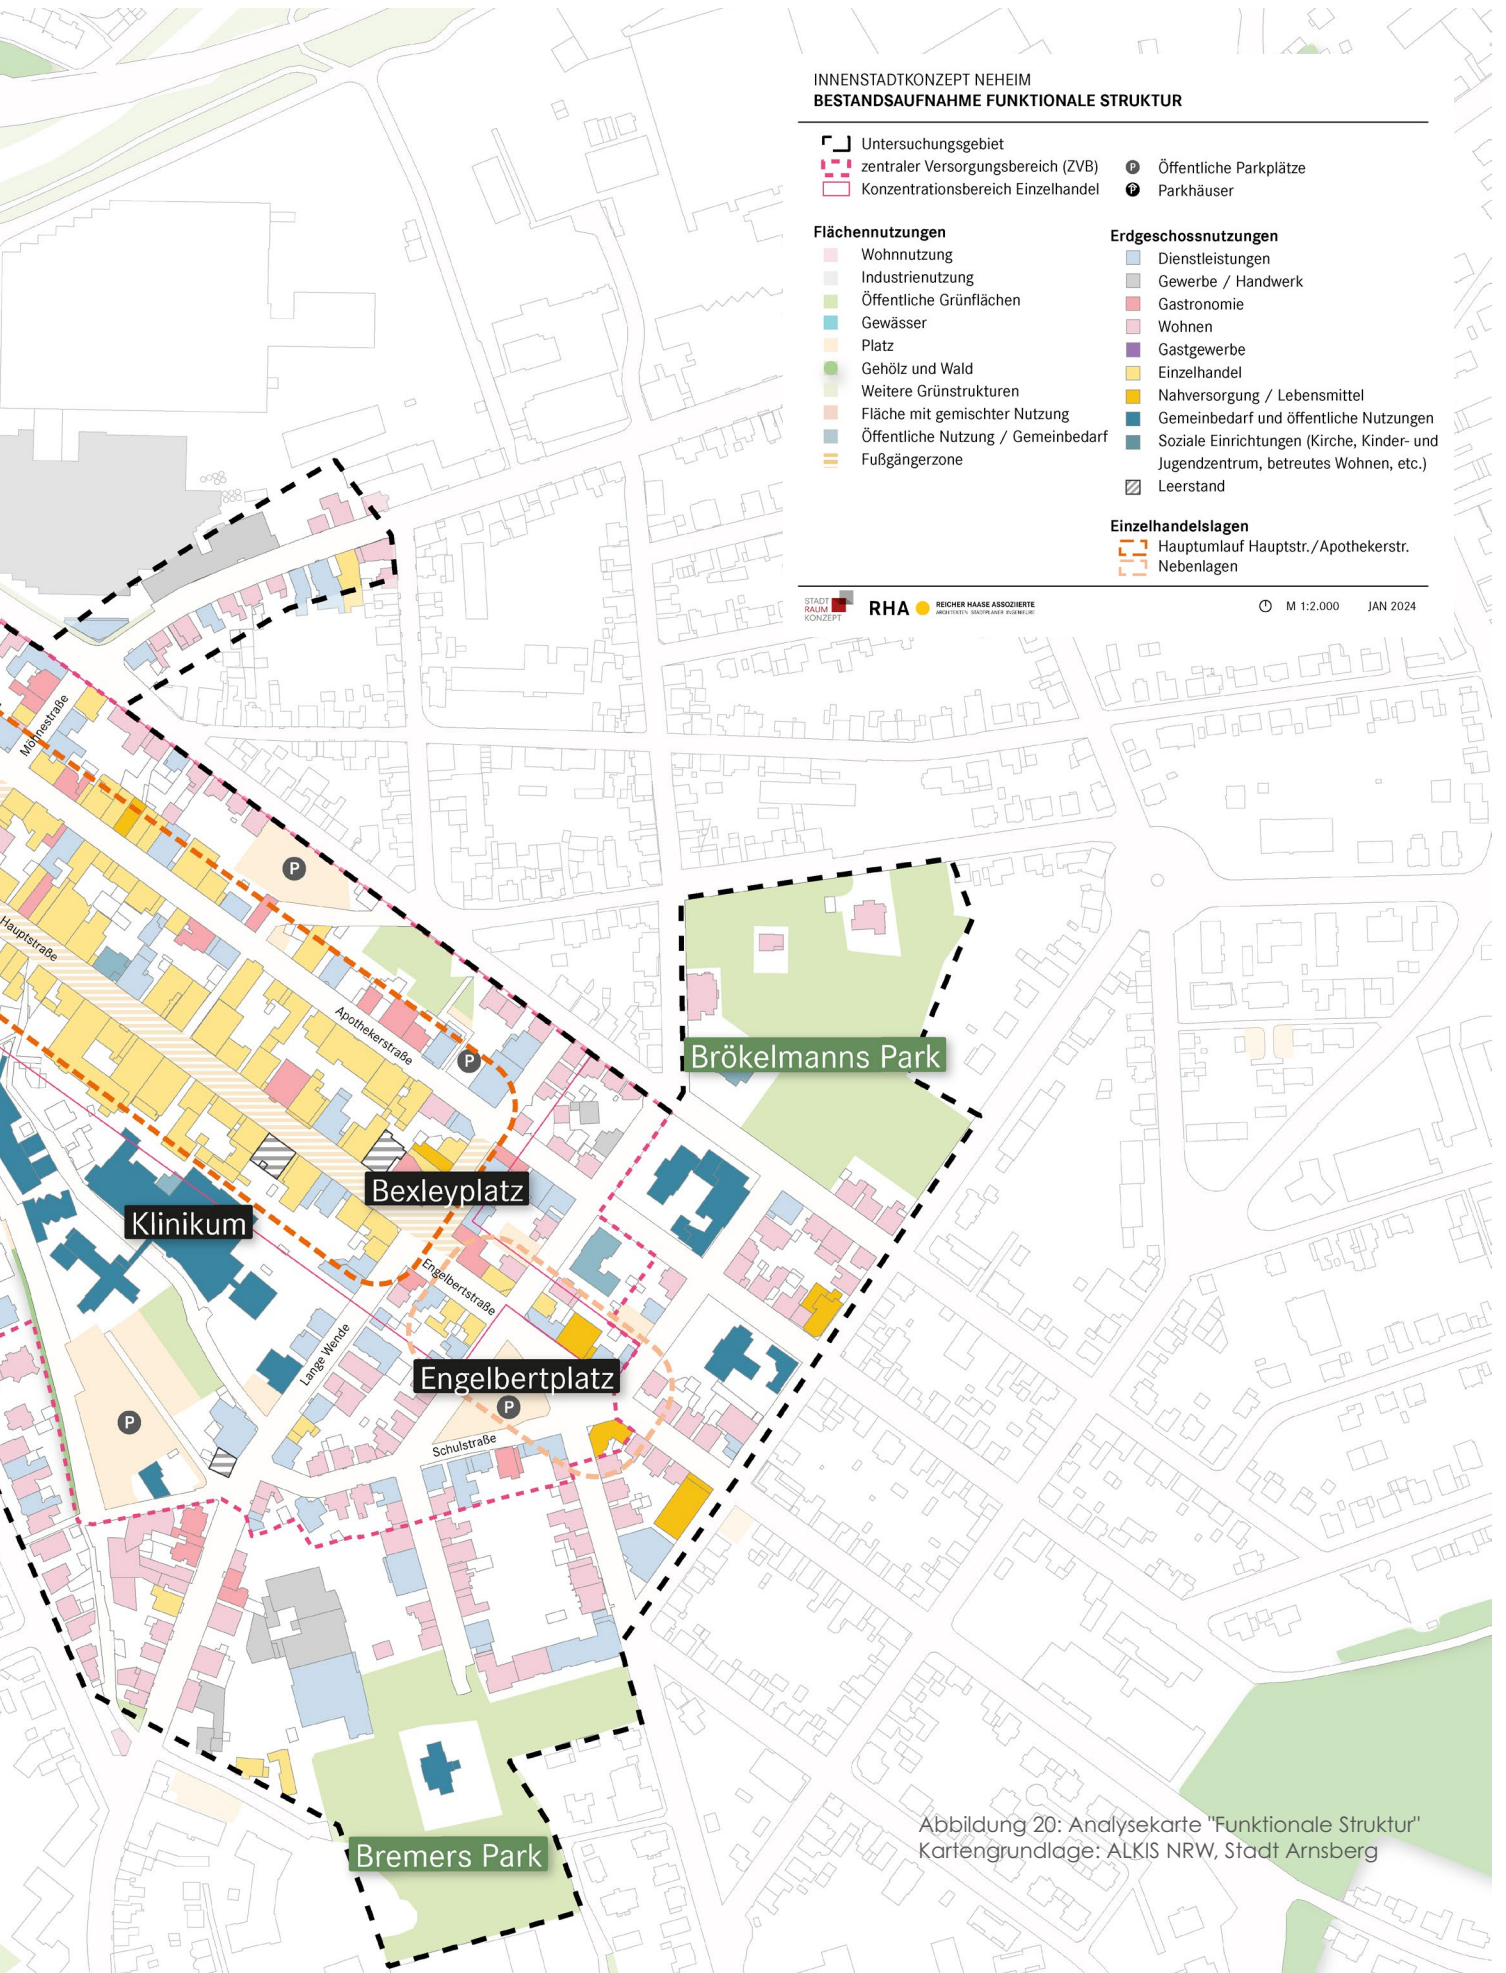 INNENSTADTKONZEPT NEHEIM
BESTANDSAUFNAHME FUNKTIONALE STRUKTUR
Untersuchungsgebiet
zentraler Versorgungsbereich (ZVB)
Konzentrationsbereich Einzelhandel
P Öffentliche Parkplätze
P Parkhäuser
Flächennutzungen
Wohnnutzung
Industrienutzung
Öffentliche Grünflächen
Gewässer
Platz
Gehölz und Wald
Weitere Grünstrukturen
Fläche mit gemischter Nutzung
Öffentliche Nutzung / Gemeinbedarf
Fußgängerzone
Erdgeschossnutzungen
Dienstleistungen
Gewerbe / Handwerk
Gastronomie
Wohnen
Gastgewerbe
Einzelhandel
Nahversorgung / Lebensmittel
Gemeinbedarf und öffentliche Nutzungen
Soziale Einrichtungen (Kirche, Kinder- und
Jugendzentrum, betreutes Wohnen, etc.)
Leerstand
Einzelhandelslagen
Hauptumlauf Hauptstr./Apothekerstr.
Nebenlagen
STADT
RAUM
KONZEPT
RHA
REICHER HAASE ASSOZIIERTE
ARCHITEKTEN STADTPLANER INGENIEURE
M 1:2.000
JAN 2024
Möhnestraße
P
Hauptstraße
Apothekerstraße
P
Brökelmanns Park
Bexleyplatz
Klinikum
Engelbertstraße
Lange Wende
Engelbertplatz
P
P
Schulstraße
Bremers Park
Abbildung 20: Analysekarte "Funktionale Struktur"
Kartengrundlage: ALKIS NRW, Stadt Arnsberg